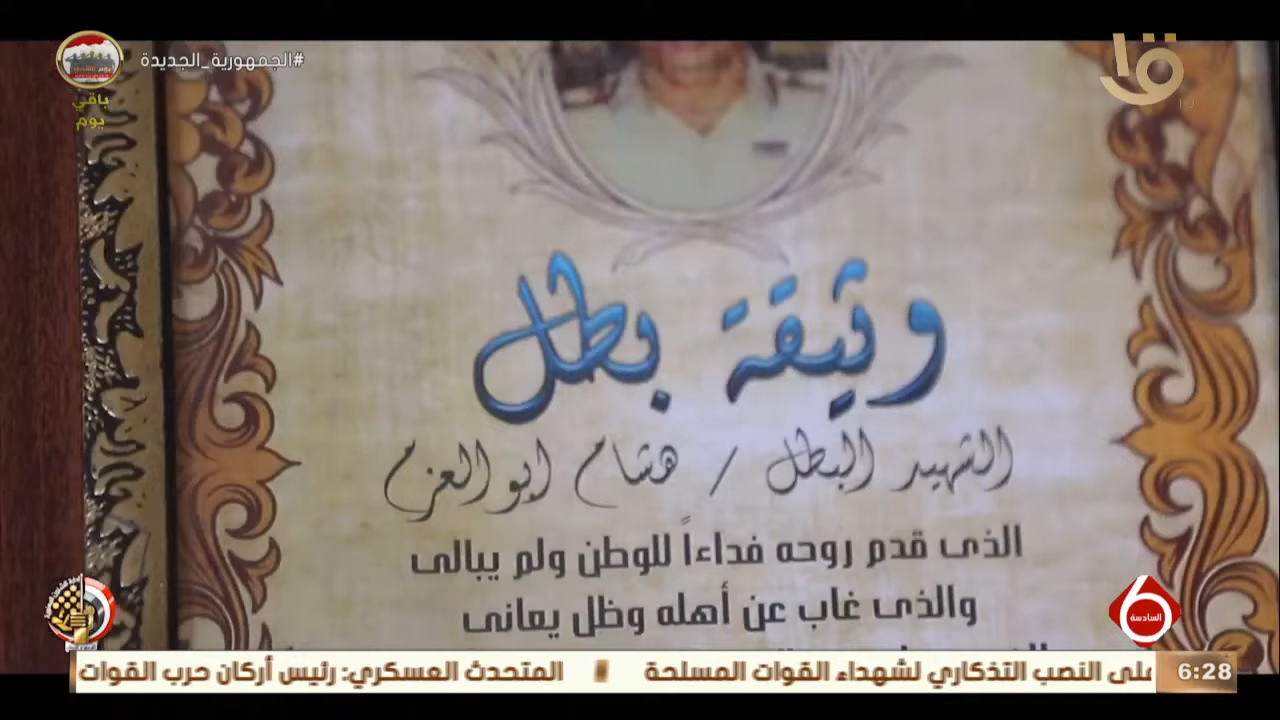 #الجمهورية_الجديدة
باقي
يوم
وثيقة بطل
الشهيد البطل / هشام ابو العزم
الذى قدم روحه فداءاً للوطن ولم يبالى
والذى غاب عن أهله وظل يعانى
6
السادسة
6:28
على النصب التذكاري لشهداء القوات المسلحة # المتحدث العسكري: رئيس أركان حرب القوات